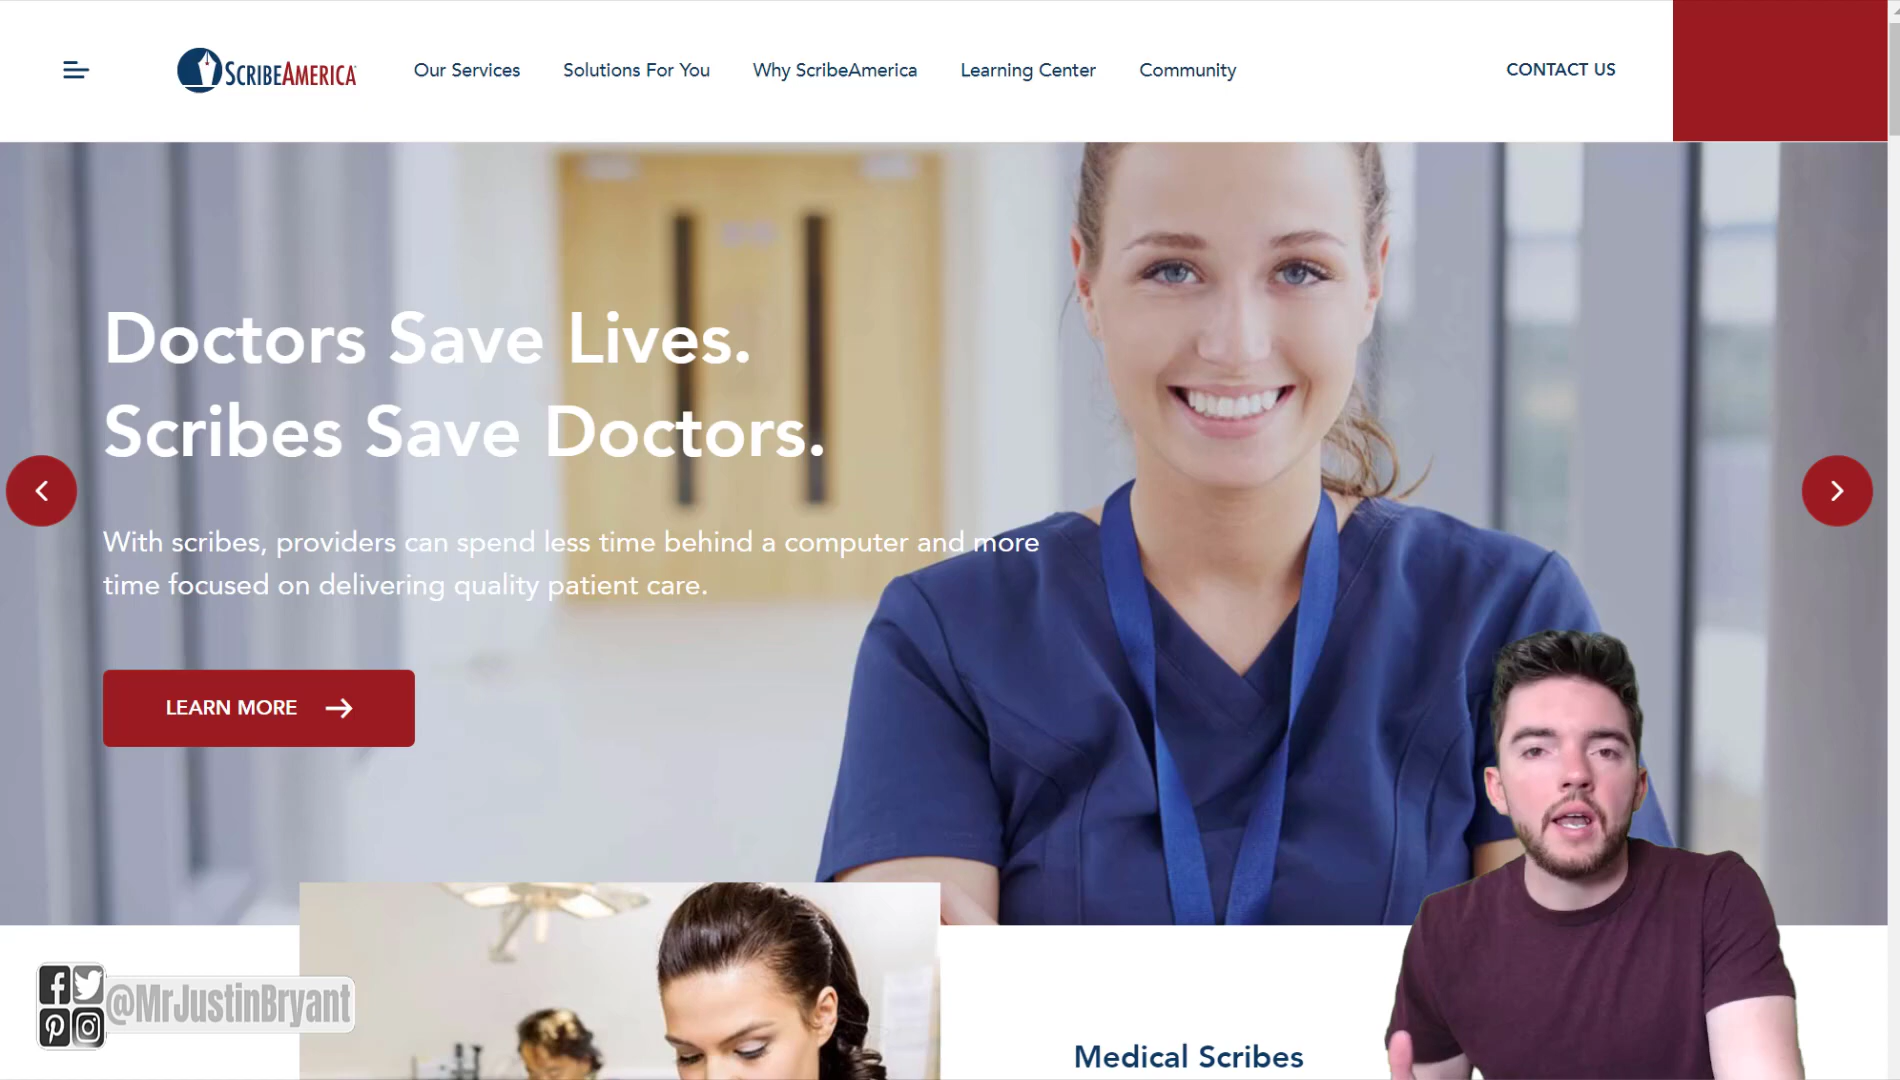 SCRIBEAMERICA
Our Services
Solutions For You
Why ScribeAmerica
Learning Center
Community
CONTACT US
Doctors Save Lives.
Scribes Save Doctors.
With scribes, providers can spend less time behind a computer and more
time focused on delivering quality patient care.
LEARN MORE
@MrJustinBryant
Medical Scribes